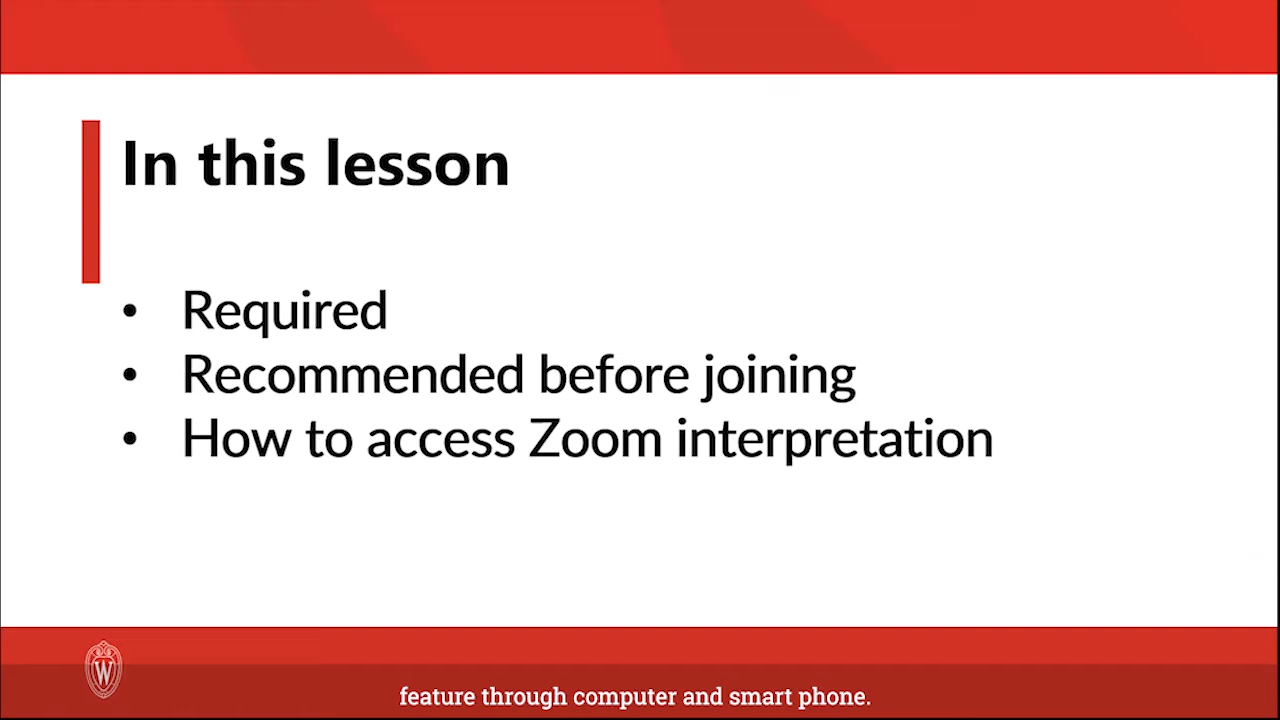 In this lesson
• Required
• Recommended before joining
• How to access Zoom interpretation
W
feature through computer and smart phone.